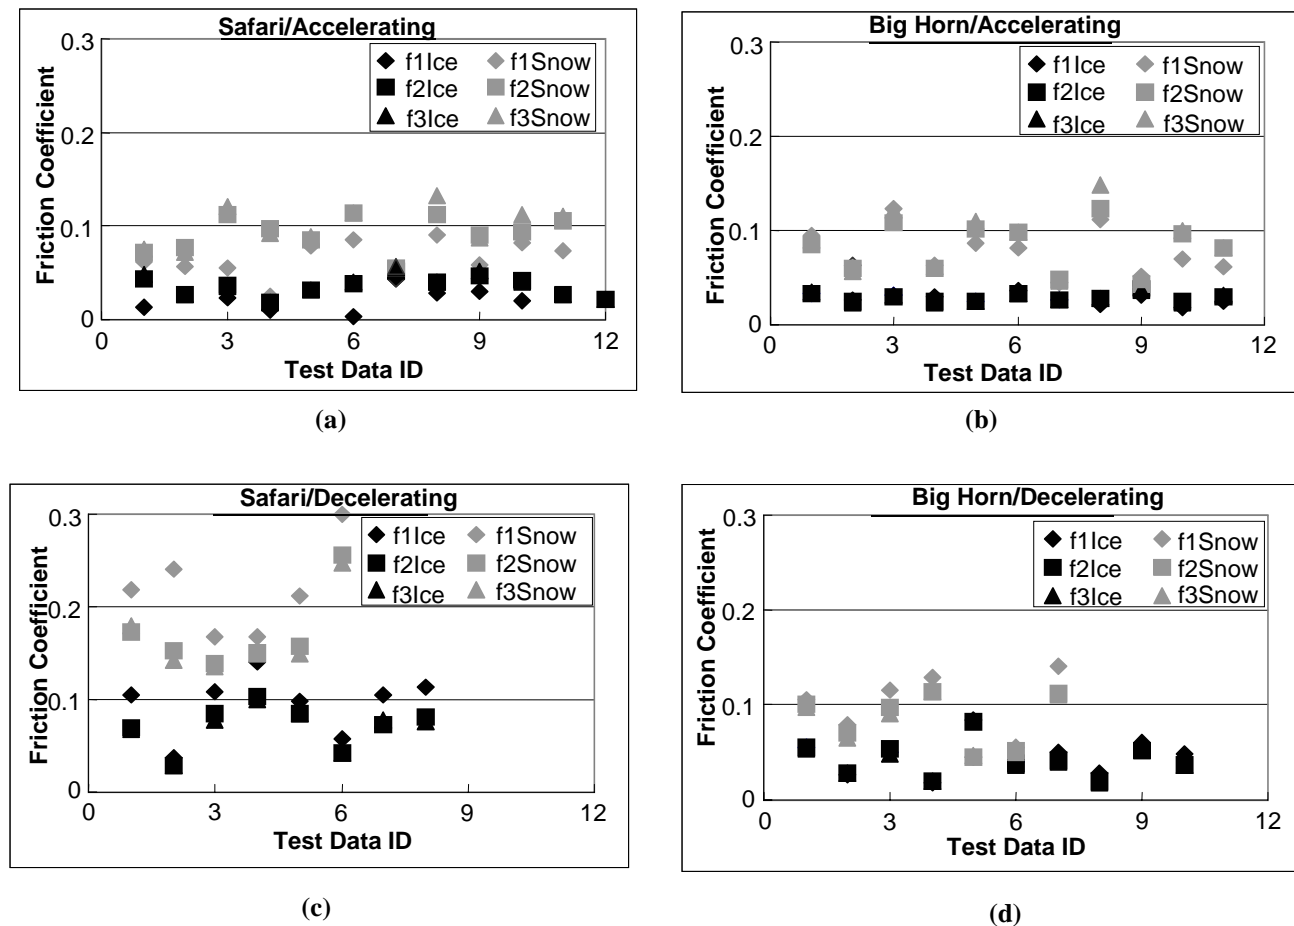 Safari/Accelerating
0.3
f1Ice f1Snow
f2Ice f2Snow
f3Ice f3Snow
0.2
0.1
0
0 3 6 9 12
Friction Coefficient
Test Data ID
(a)
Big Horn/Accelerating
0.3
f1Ice f1Snow
f2Ice f2Snow
f3Ice f3Snow
0.2
0.1
0
0 3 6 9 12
Friction Coefficient
Test Data ID
(b)
Safari/Decelerating
0.3
f1Ice f1Snow
f2Ice f2Snow
f3Ice f3Snow
0.2
0.1
0
0 3 6 9 12
Friction Coefficient
Test Data ID
(c)
Big Horn/Decelerating
0.3
f1Ice f1Snow
f2Ice f2Snow
f3Ice f3Snow
0.2
0.1
0
0 3 6 9 12
Friction Coefficient
Test Data ID
(d)